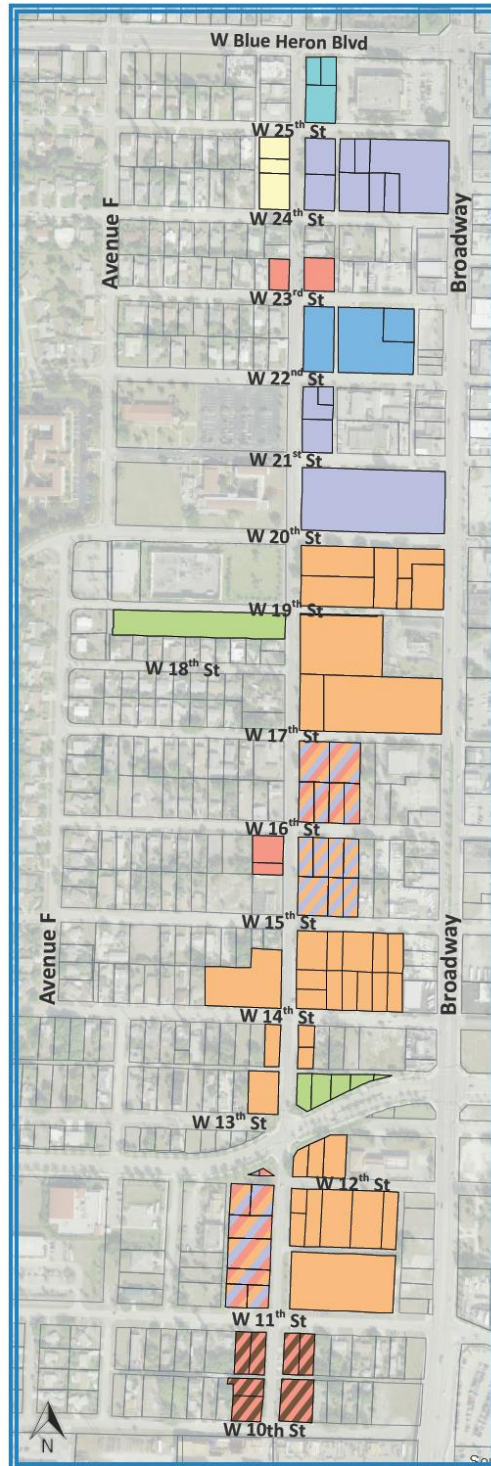 W Blue Heron Blvd
W 25th St
Avenue F
W 24th St
Broadway
W 23rd St
W 22nd St
W 21st St
W 20th St
W 19th St
W 18th St
W 17th St
W 16th St
W 15th St
Avenue F
Broadway
W 14th St
W 13th St
W 12th St
W 11th St
W 10th St
N